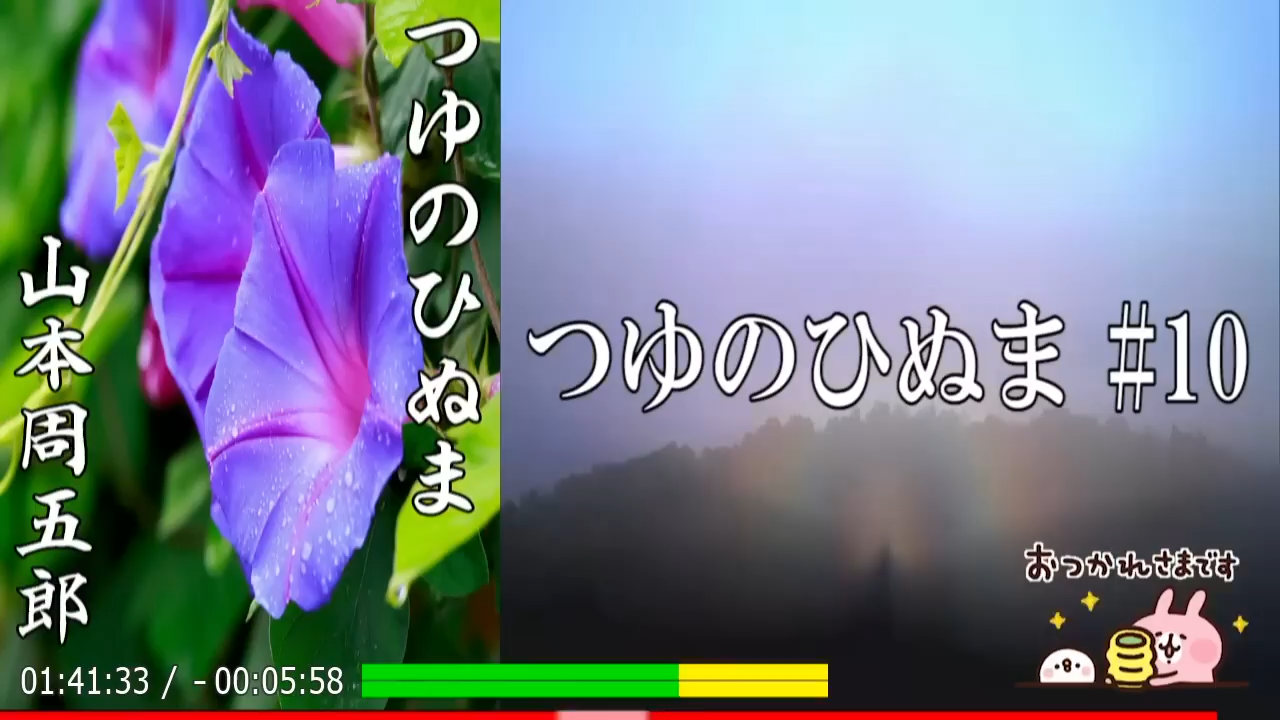 つゆのひぬま
山本周五郎
つゆのひぬま #10
おつかれさまです
01:41:33 / -00:05:58